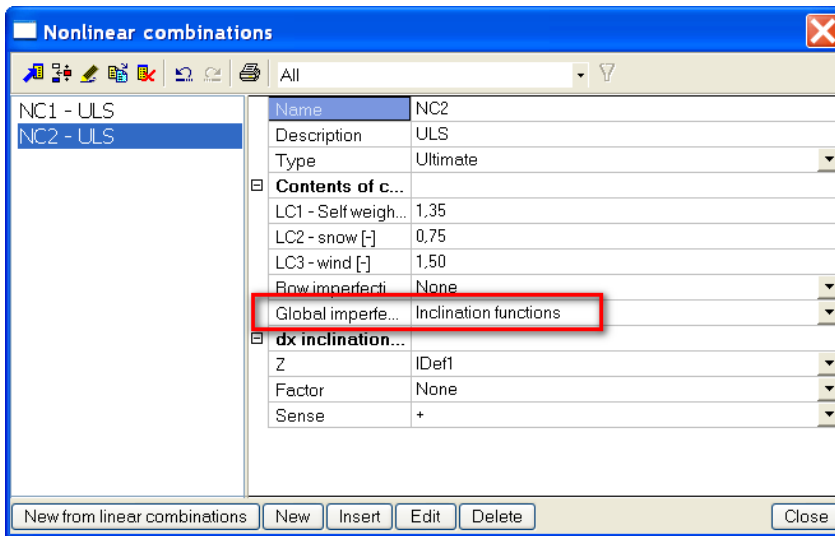 Nonlinear combinations
All
NC1 - ULS
NC2 - ULS
Name NC2
Description ULS
Type Ultimate
Contents of c...
LC1 - Self weigh... 1,35
LC2 - snow [-] 0,75
LC3 - wind [-] 1,50
Bow imperfecti... None
Global imperfe... Inclination functions
dx inclination...
Z IDef1
Factor None
Sense +
New from linear combinations New Insert Edit Delete Close